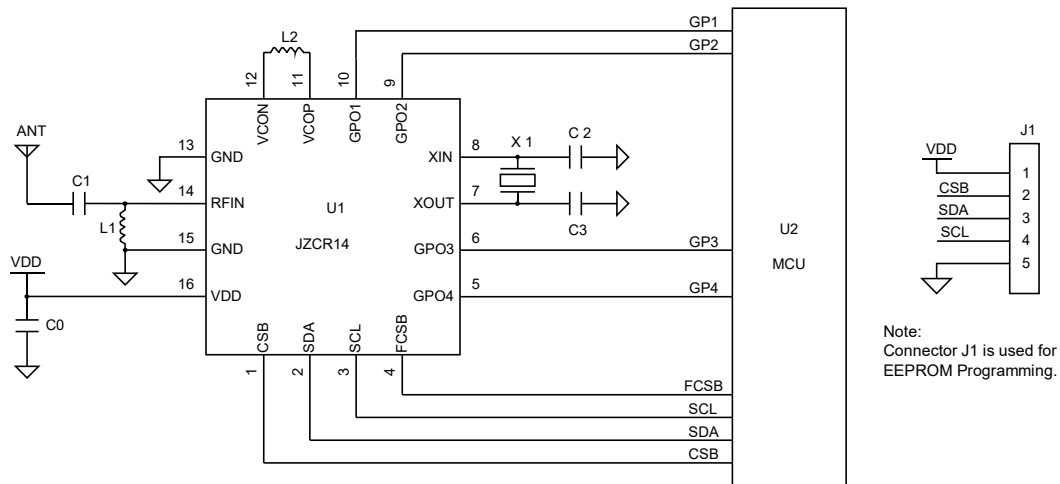 GP1
GP2
L2
12
11
10
9
VCON
VCOP
GPO1
GPO2
ANT
C1
L1
13
GND
14
RFIN
15
GND
16
VDD
VDD
C0
U1
JZCR14
XIN
8
XOUT
7
GPO3
6
GPO4
5
X 1
C 2
C3
GP3
GP4
CSB
SDA
SCL
FCSB
1
2
3
4
FCSB
SCL
SDA
CSB
U2
MCU
J1
VDD
1
CSB
2
SDA
3
SCL
4
5
Note:
Connector J1 is used for
EEPROM Programming.